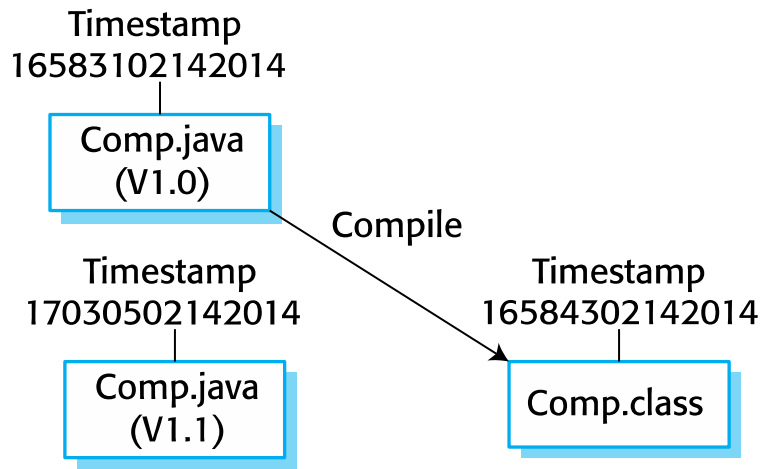 Timestamp
16583102142014
Comp.java
(V1.0)
Compile
Timestamp
17030502142014
Comp.java
(V1.1)
Timestamp
16584302142014
Comp.class